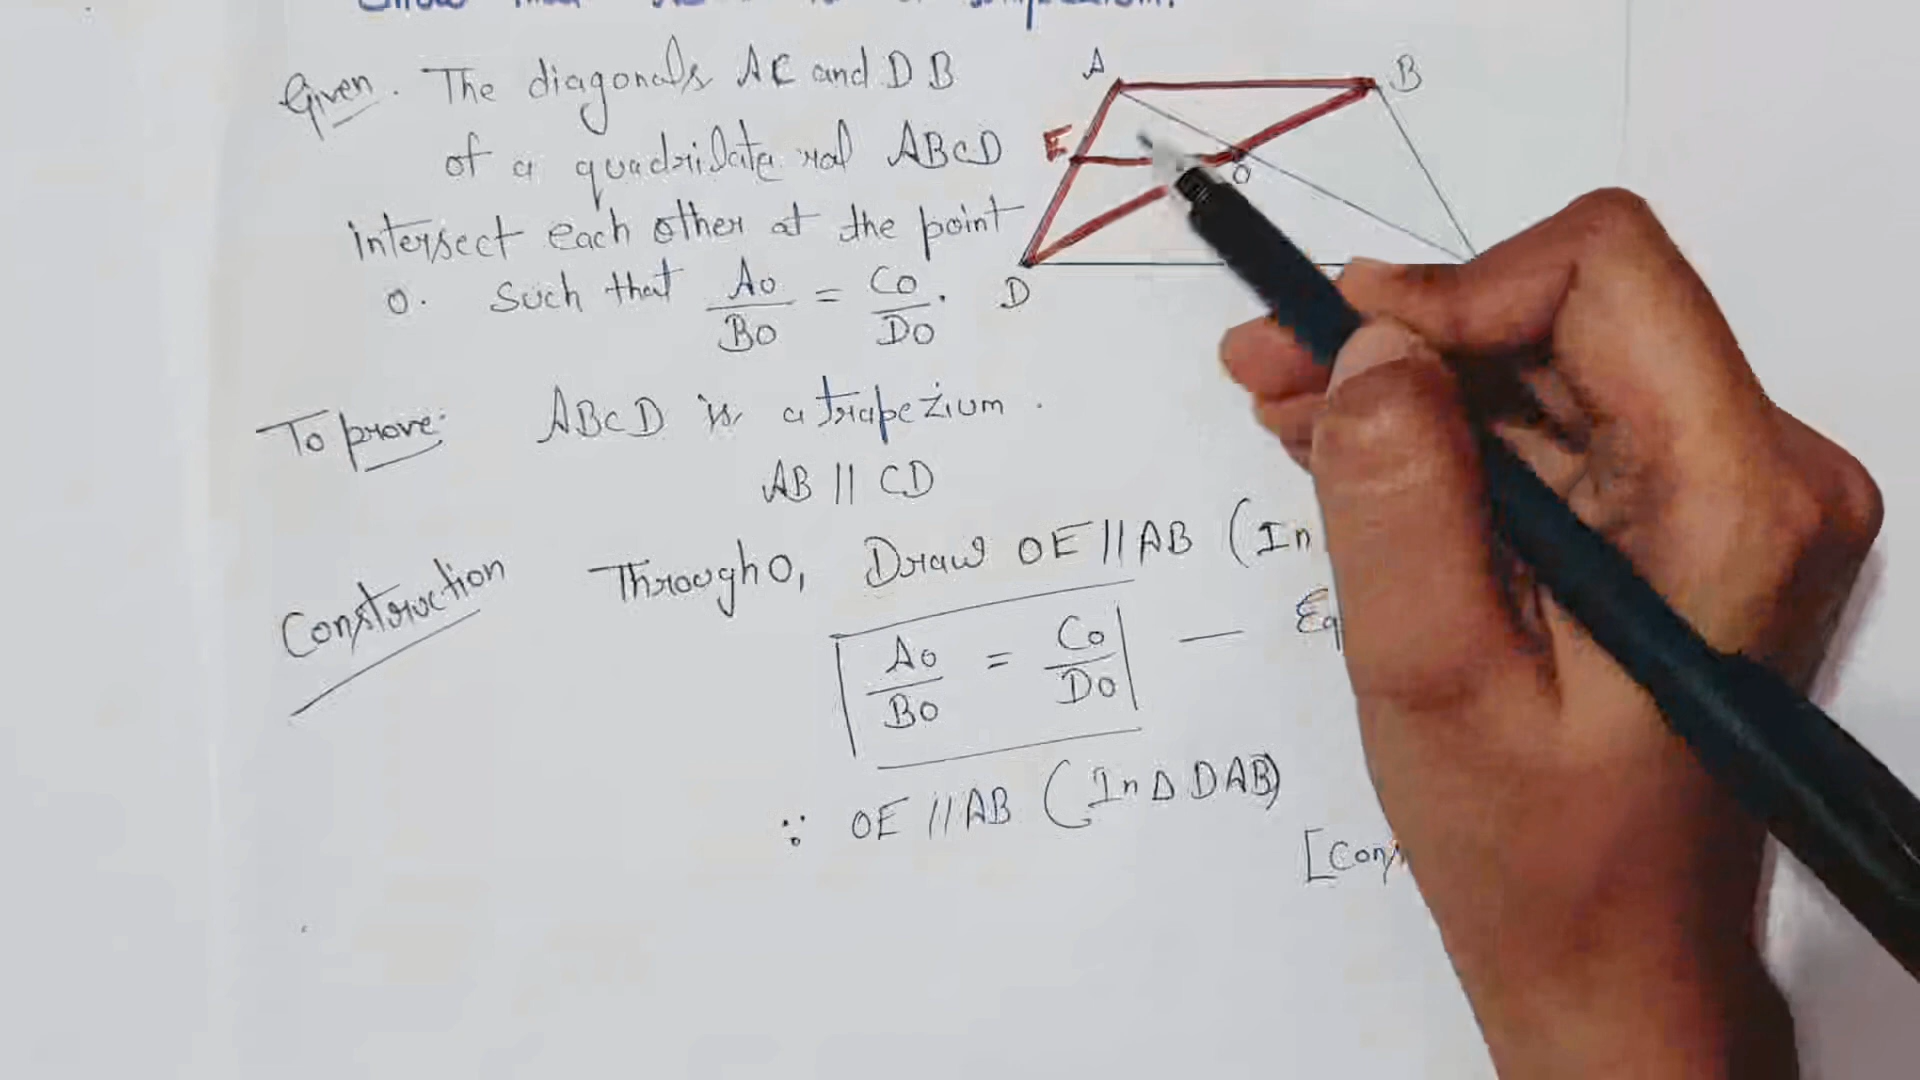 Given. The diagonals AC and DB
of a quadrilateral ABCD
intersect each other at the point
O. Such that AO/BO = CO/DO.
A
B
E
O
D
To prove: ABCD is a trapezium.
AB || CD
Construction Through O, Draw OE || AB (In
AO/BO = CO/DO — Eq
∵ OE || AB (In Δ DAB)
[Con